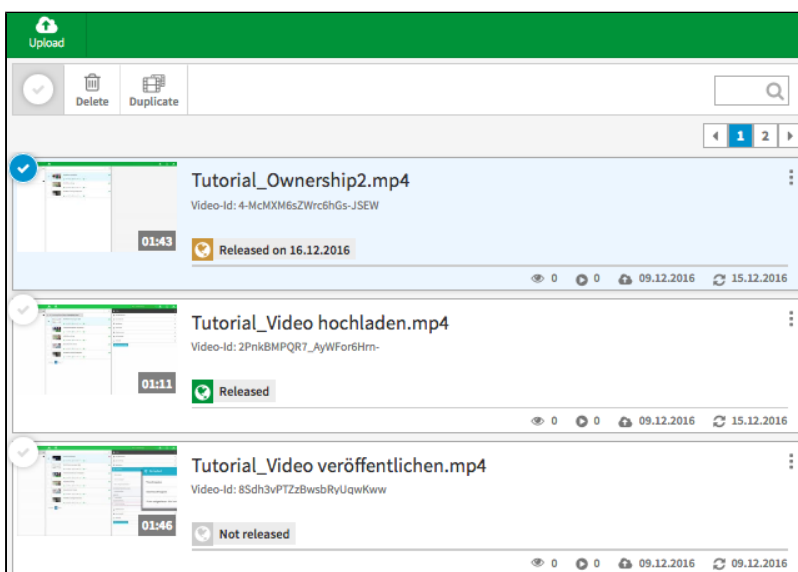 Upload
Delete
Duplicate
1 2
Tutorial_Ownership2.mp4
Video-Id: 4-McMXM6sZWrc6hGs-JSEW
01:43
Released on 16.12.2016
0 0 09.12.2016 15.12.2016
Tutorial_Video hochladen.mp4
Video-Id: 2PnkBMPQR7_AyWFor6Hrn-
01:11
Released
0 0 09.12.2016 15.12.2016
Tutorial_Video veröffentlichen.mp4
Video-Id: 8Sdh3vPTZzBwsbRyUqwKww
01:46
Not released
0 0 09.12.2016 09.12.2016